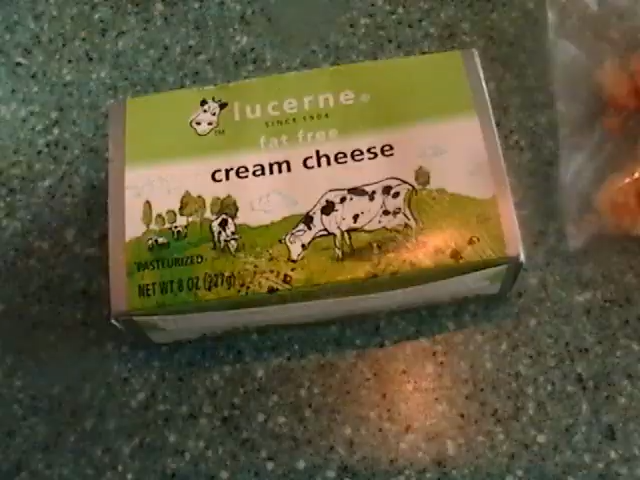 lucerne®
SINCE 1904
fat free
cream cheese
PASTEURIZED
NET WT 8 OZ (227g)